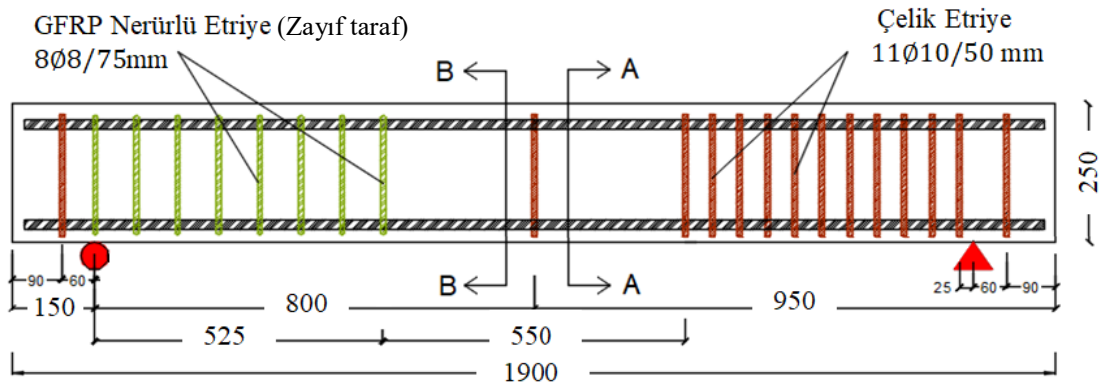 GFRP Nerürlü Etriye (Zayıf taraf)
8Ø8/75mm
Çelik Etriye
11Ø10/50 mm
B
A
250
B
A
90
60
25
60
90
150
800
950
525
550
1900